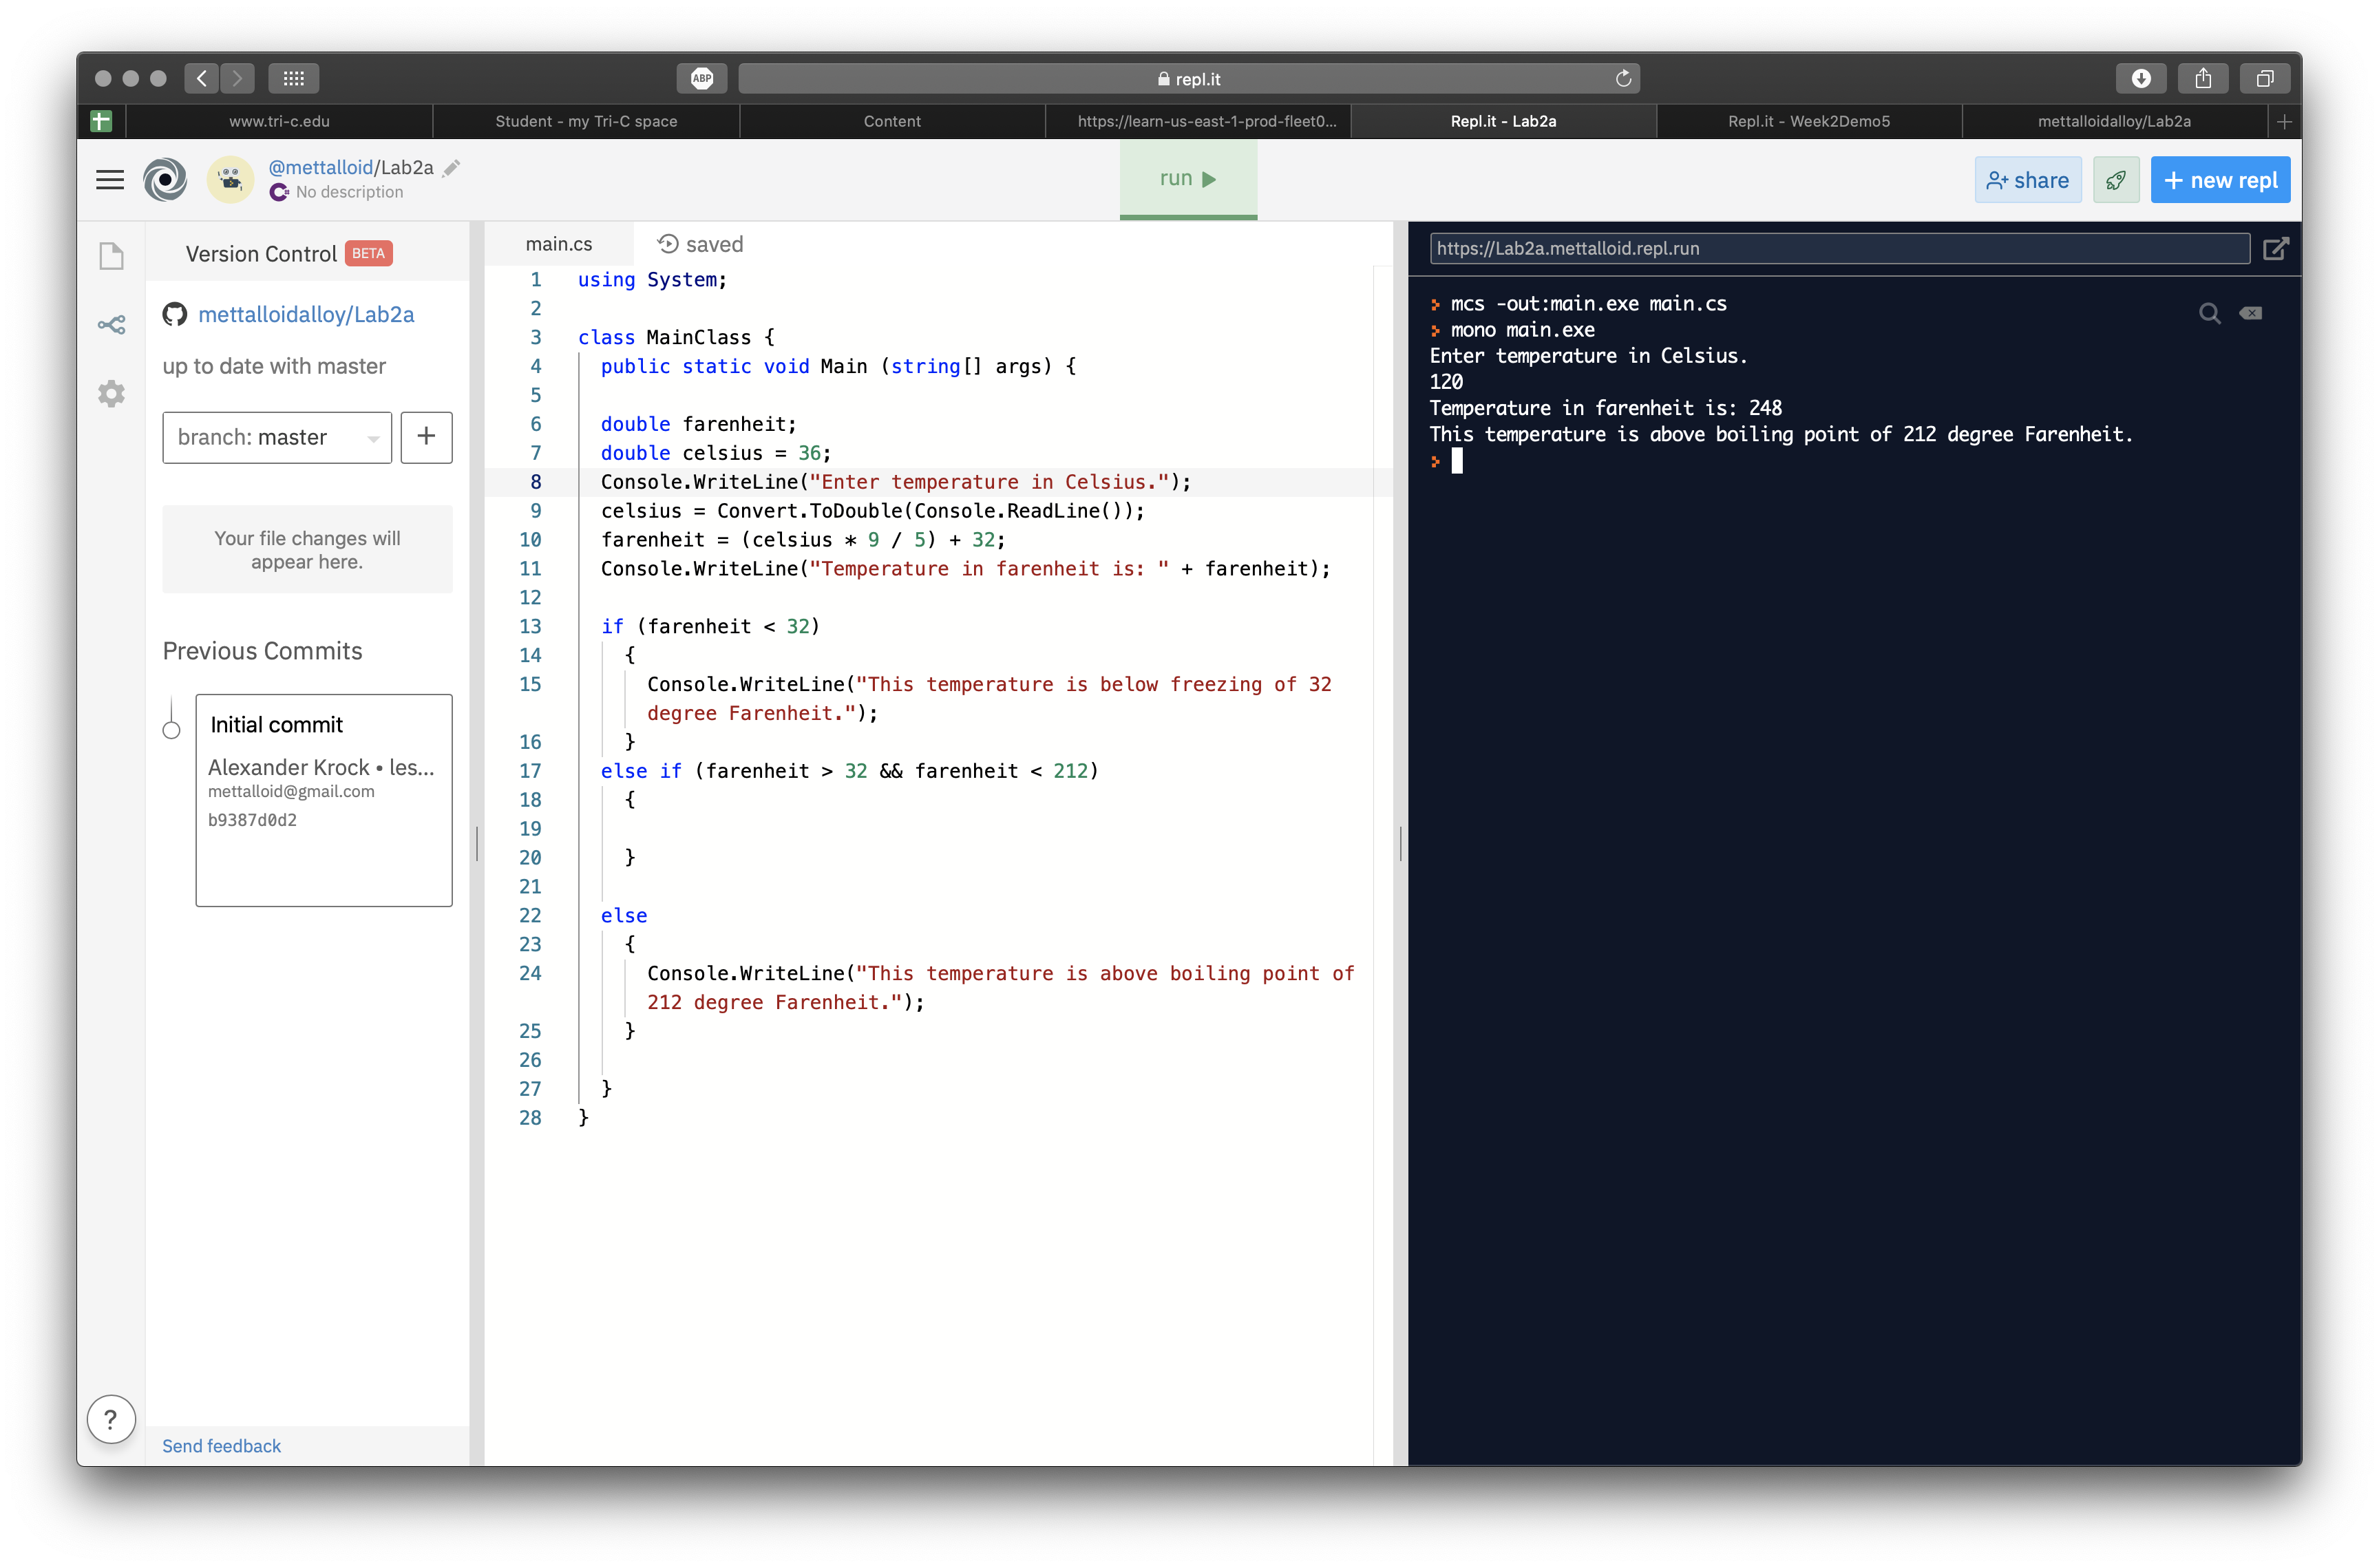 ABP
repl.it
www.tri-c.edu
Student - my Tri-C space
Content
https://learn-us-east-1-prod-fleet0...
Repl.it - Lab2a
Repl.it - Week2Demo5
mettalloidalloy/Lab2a
@mettalloid/Lab2a
No description
run
share
+ new repl
Version Control BETA
mettalloidalloy/Lab2a
up to date with master
branch: master
+
Your file changes will
appear here.
Previous Commits
Initial commit
Alexander Krock • les...
mettalloid@gmail.com
b9387d0d2
?
Send feedback
main.cs
saved
1 using System;
2
3 class MainClass {
4 public static void Main (string[] args) {
5
6 double farenheit;
7 double celsius = 36;
8 Console.WriteLine("Enter temperature in Celsius.");
9 celsius = Convert.ToDouble(Console.ReadLine());
10 farenheit = (celsius * 9 / 5) + 32;
11 Console.WriteLine("Temperature in farenheit is: " + farenheit);
12
13 if (farenheit < 32)
14 {
15 Console.WriteLine("This temperature is below freezing of 32
degree Farenheit.");
16 }
17 else if (farenheit > 32 && farenheit < 212)
18 {
19
20 }
21
22 else
23 {
24 Console.WriteLine("This temperature is above boiling point of
212 degree Farenheit.");
25 }
26
27 }
28 }
https://Lab2a.mettalloid.repl.run
mcs -out:main.exe main.cs
mono main.exe
Enter temperature in Celsius.
120
Temperature in farenheit is: 248
This temperature is above boiling point of 212 degree Farenheit.